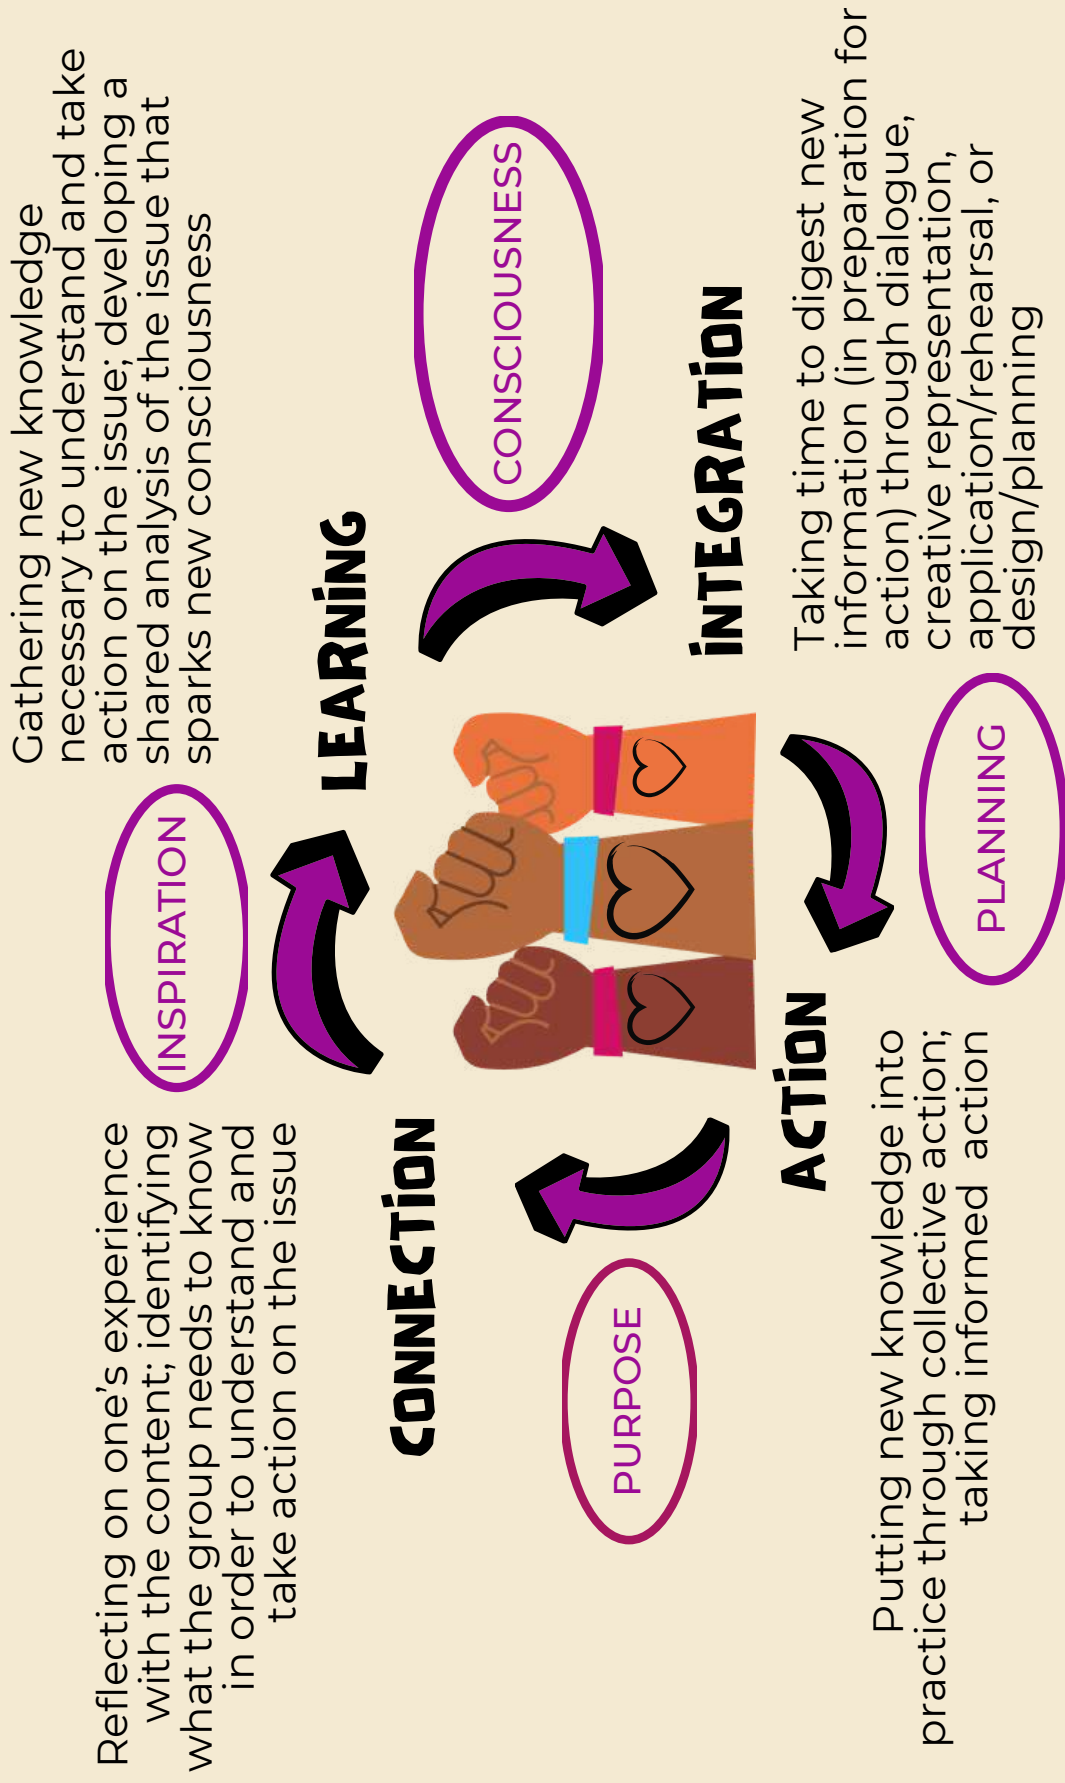 Reflecting on one's experience
with the content; identifying
what the group needs to know
in order to understand and
take action on the issue
INSPIRATION
Gathering new knowledge
necessary to understand and take
action on the issue; developing a
shared analysis of the issue that
sparks new consciousness
CONNECTION
LEARNING
PURPOSE
CONSCIOUSNESS
ACTION
INTEGRATION
Putting new knowledge into
practice through collective action;
taking informed action
PLANNING
Taking time to digest new
information (in preparation for
action) through dialogue,
creative representation,
application/rehearsal, or
design/planning